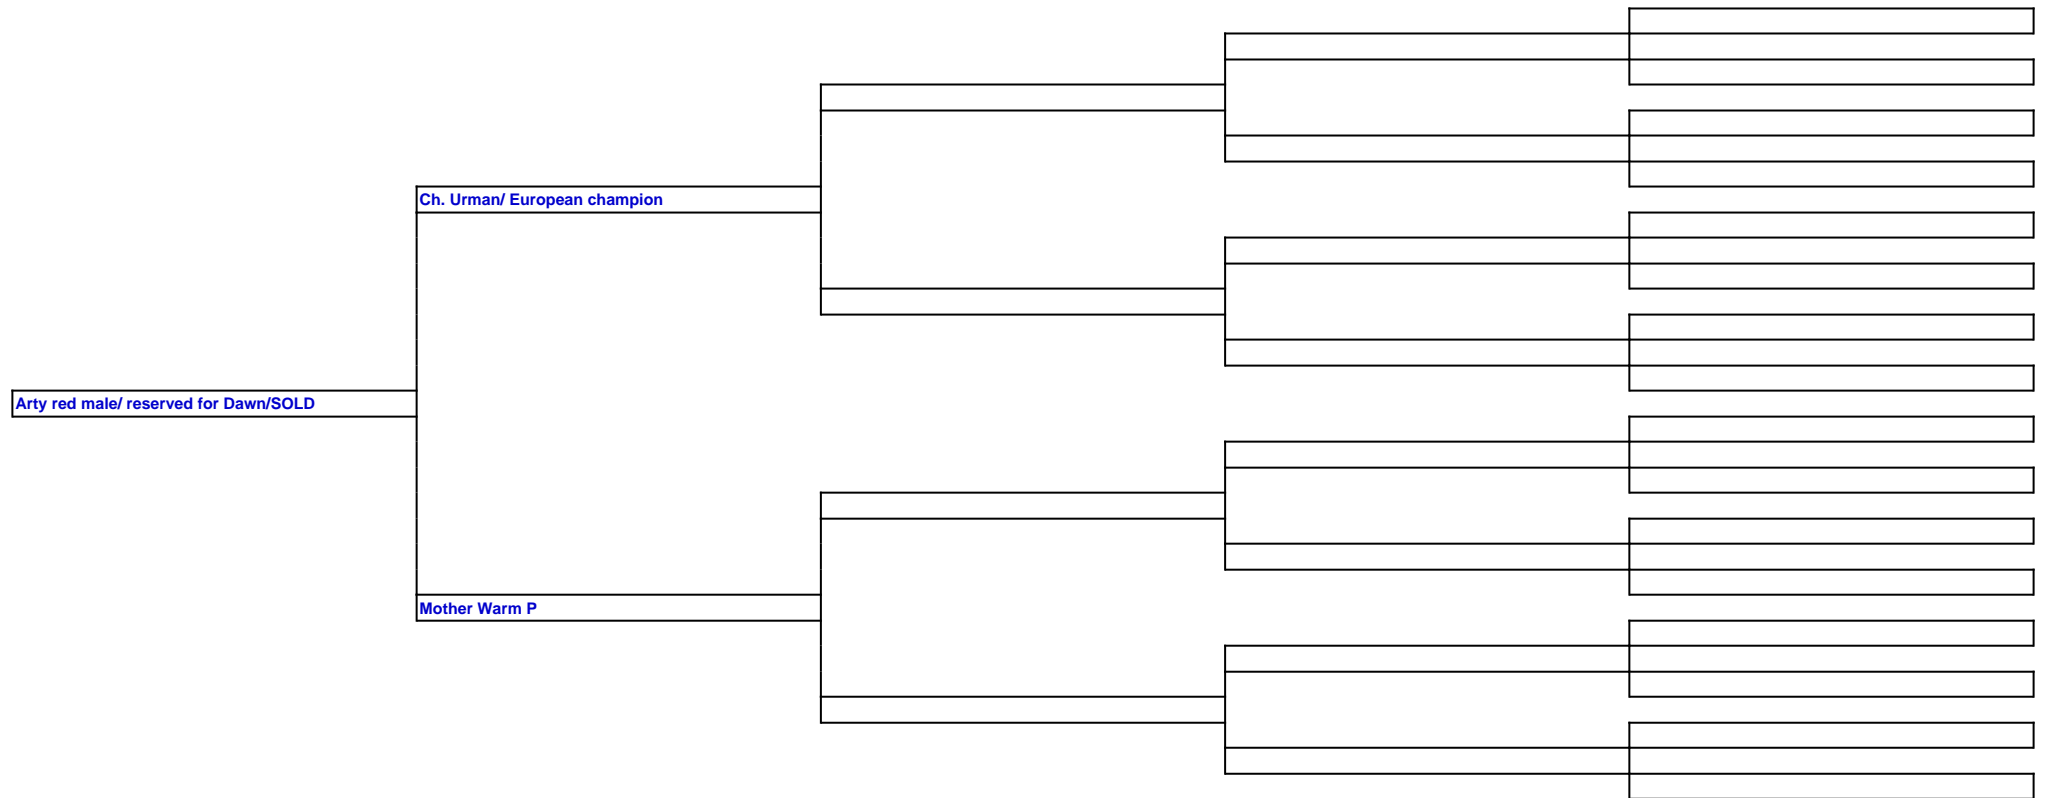 Ch. Urman/ European champion
Arty red male/ reserved for Dawn/SOLD
Mother Warm P